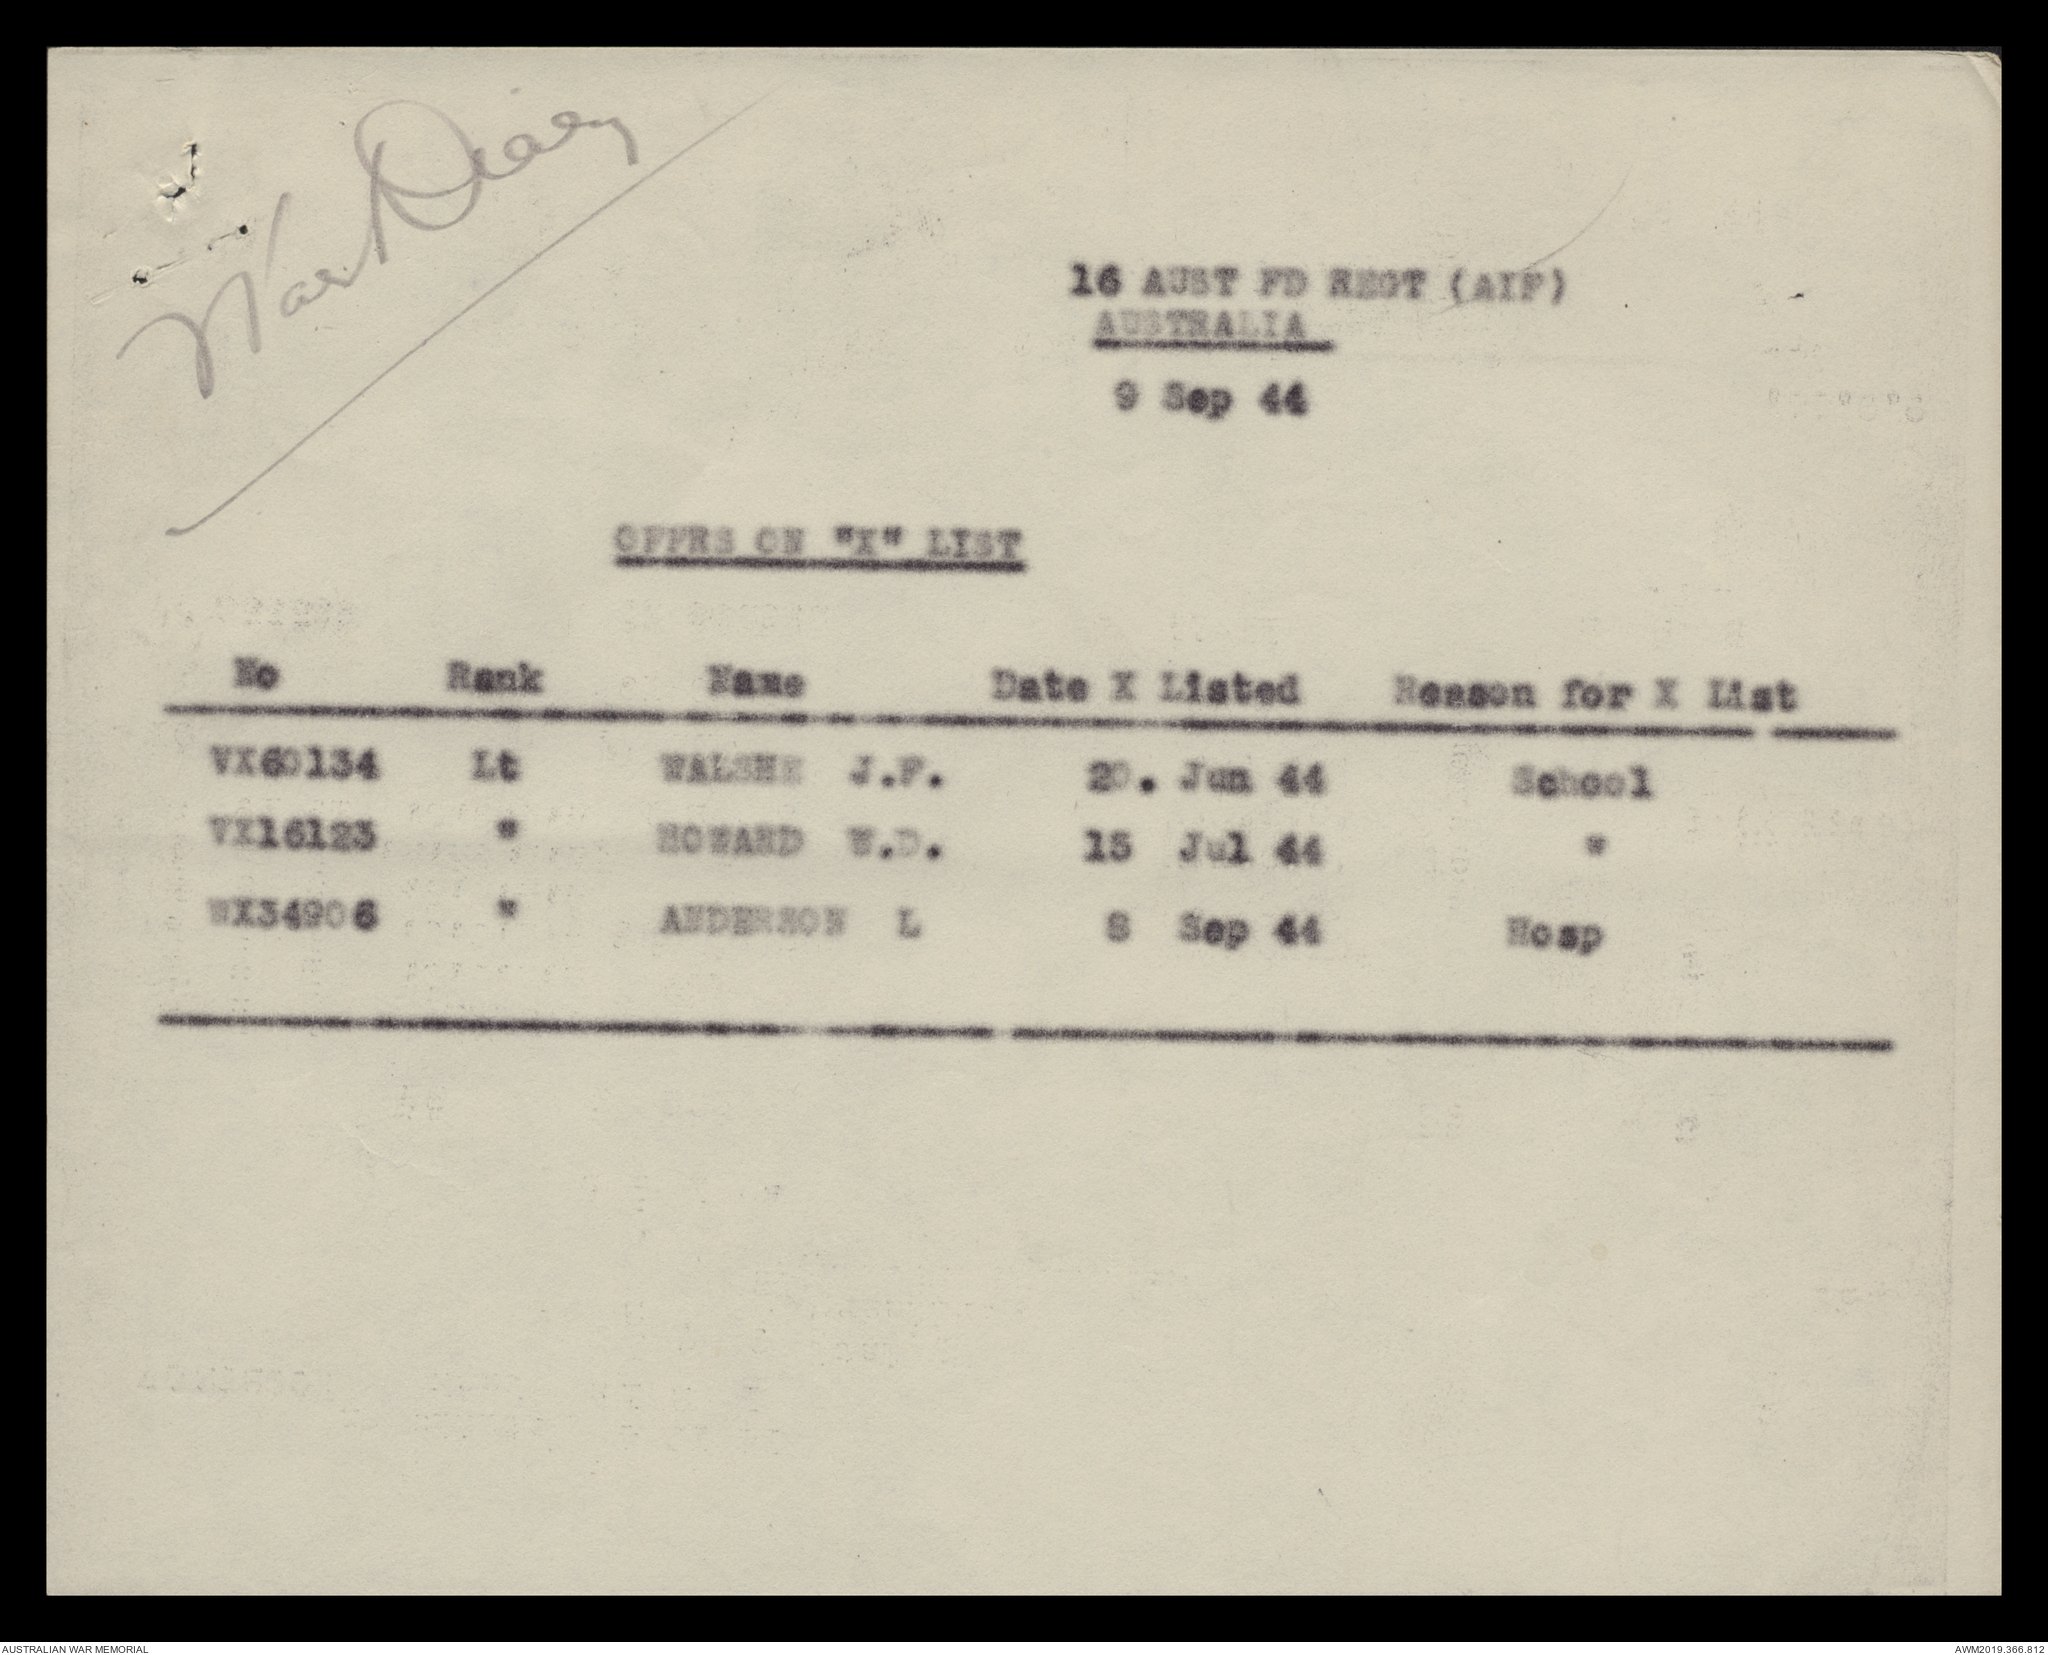 War Diary
16 AUST FD REGT (AIF)
AUSTRALIA
9 Sep 44
OFFRS ON "X" LIST
No Rank Name Date X Listed Reason for X List
VX60134 Lt WALSHE J.F. 20. Jun 44 School
VX16123 " HOWARD W.D. 15 Jul 44 "
WX34906 " ANDERSON L 8 Sep 44 Hosp
AUSTRALIAN WAR MEMORIAL AWM2019.366.812